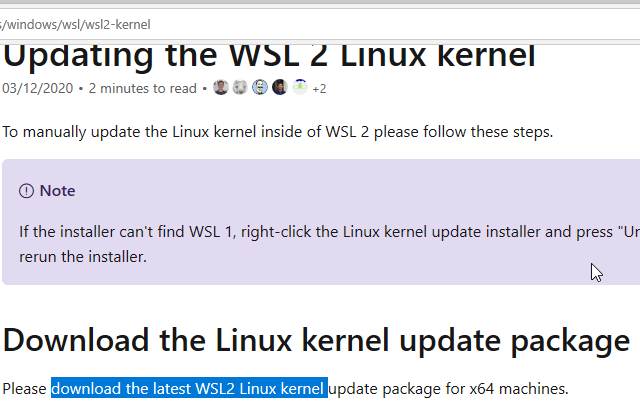 s/windows/wsl/wsl2-kernel
Updating the WSL 2 Linux kernel
03/12/2020 • 2 minutes to read • +2
To manually update the Linux kernel inside of WSL 2 please follow these steps.
Note
If the installer can't find WSL 1, right-click the Linux kernel update installer and press "Un
rerun the installer.
Download the Linux kernel update package
Please download the latest WSL2 Linux kernel update package for x64 machines.